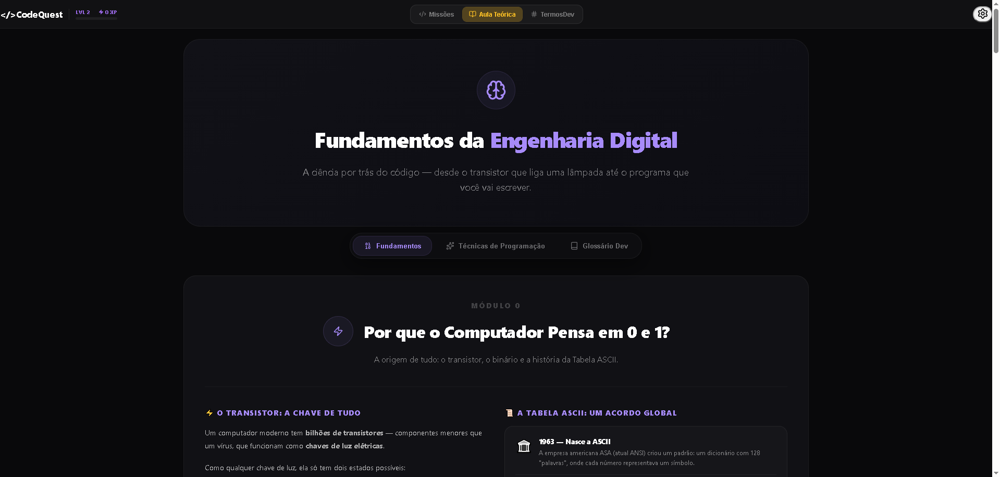 </>CodeQuest
LVL 2 0 XP
Missões
Aula Teórica
TermosDev
Fundamentos da Engenharia Digital
A ciência por trás do código — desde o transistor que liga uma lâmpada até o programa que
você vai escrever.
Fundamentos
Técnicas de Programação
Glossário Dev
MÓDULO 0
Por que o Computador Pensa em 0 e 1?
A origem de tudo: o transistor, o binário e a história da Tabela ASCII.
O TRANSISTOR: A CHAVE DE TUDO
Um computador moderno tem bilhões de transistores — componentes menores que
um vírus, que funcionam como chaves de luz elétricas.
Como qualquer chave de luz, ela só tem dois estados possíveis:
A TABELA ASCII: UM ACORDO GLOBAL
1963 — Nasce a ASCII
A empresa americana ASA (atual ANSI) criou um padrão: um dicionário com 128
"palavras", onde cada número representava um símbolo.